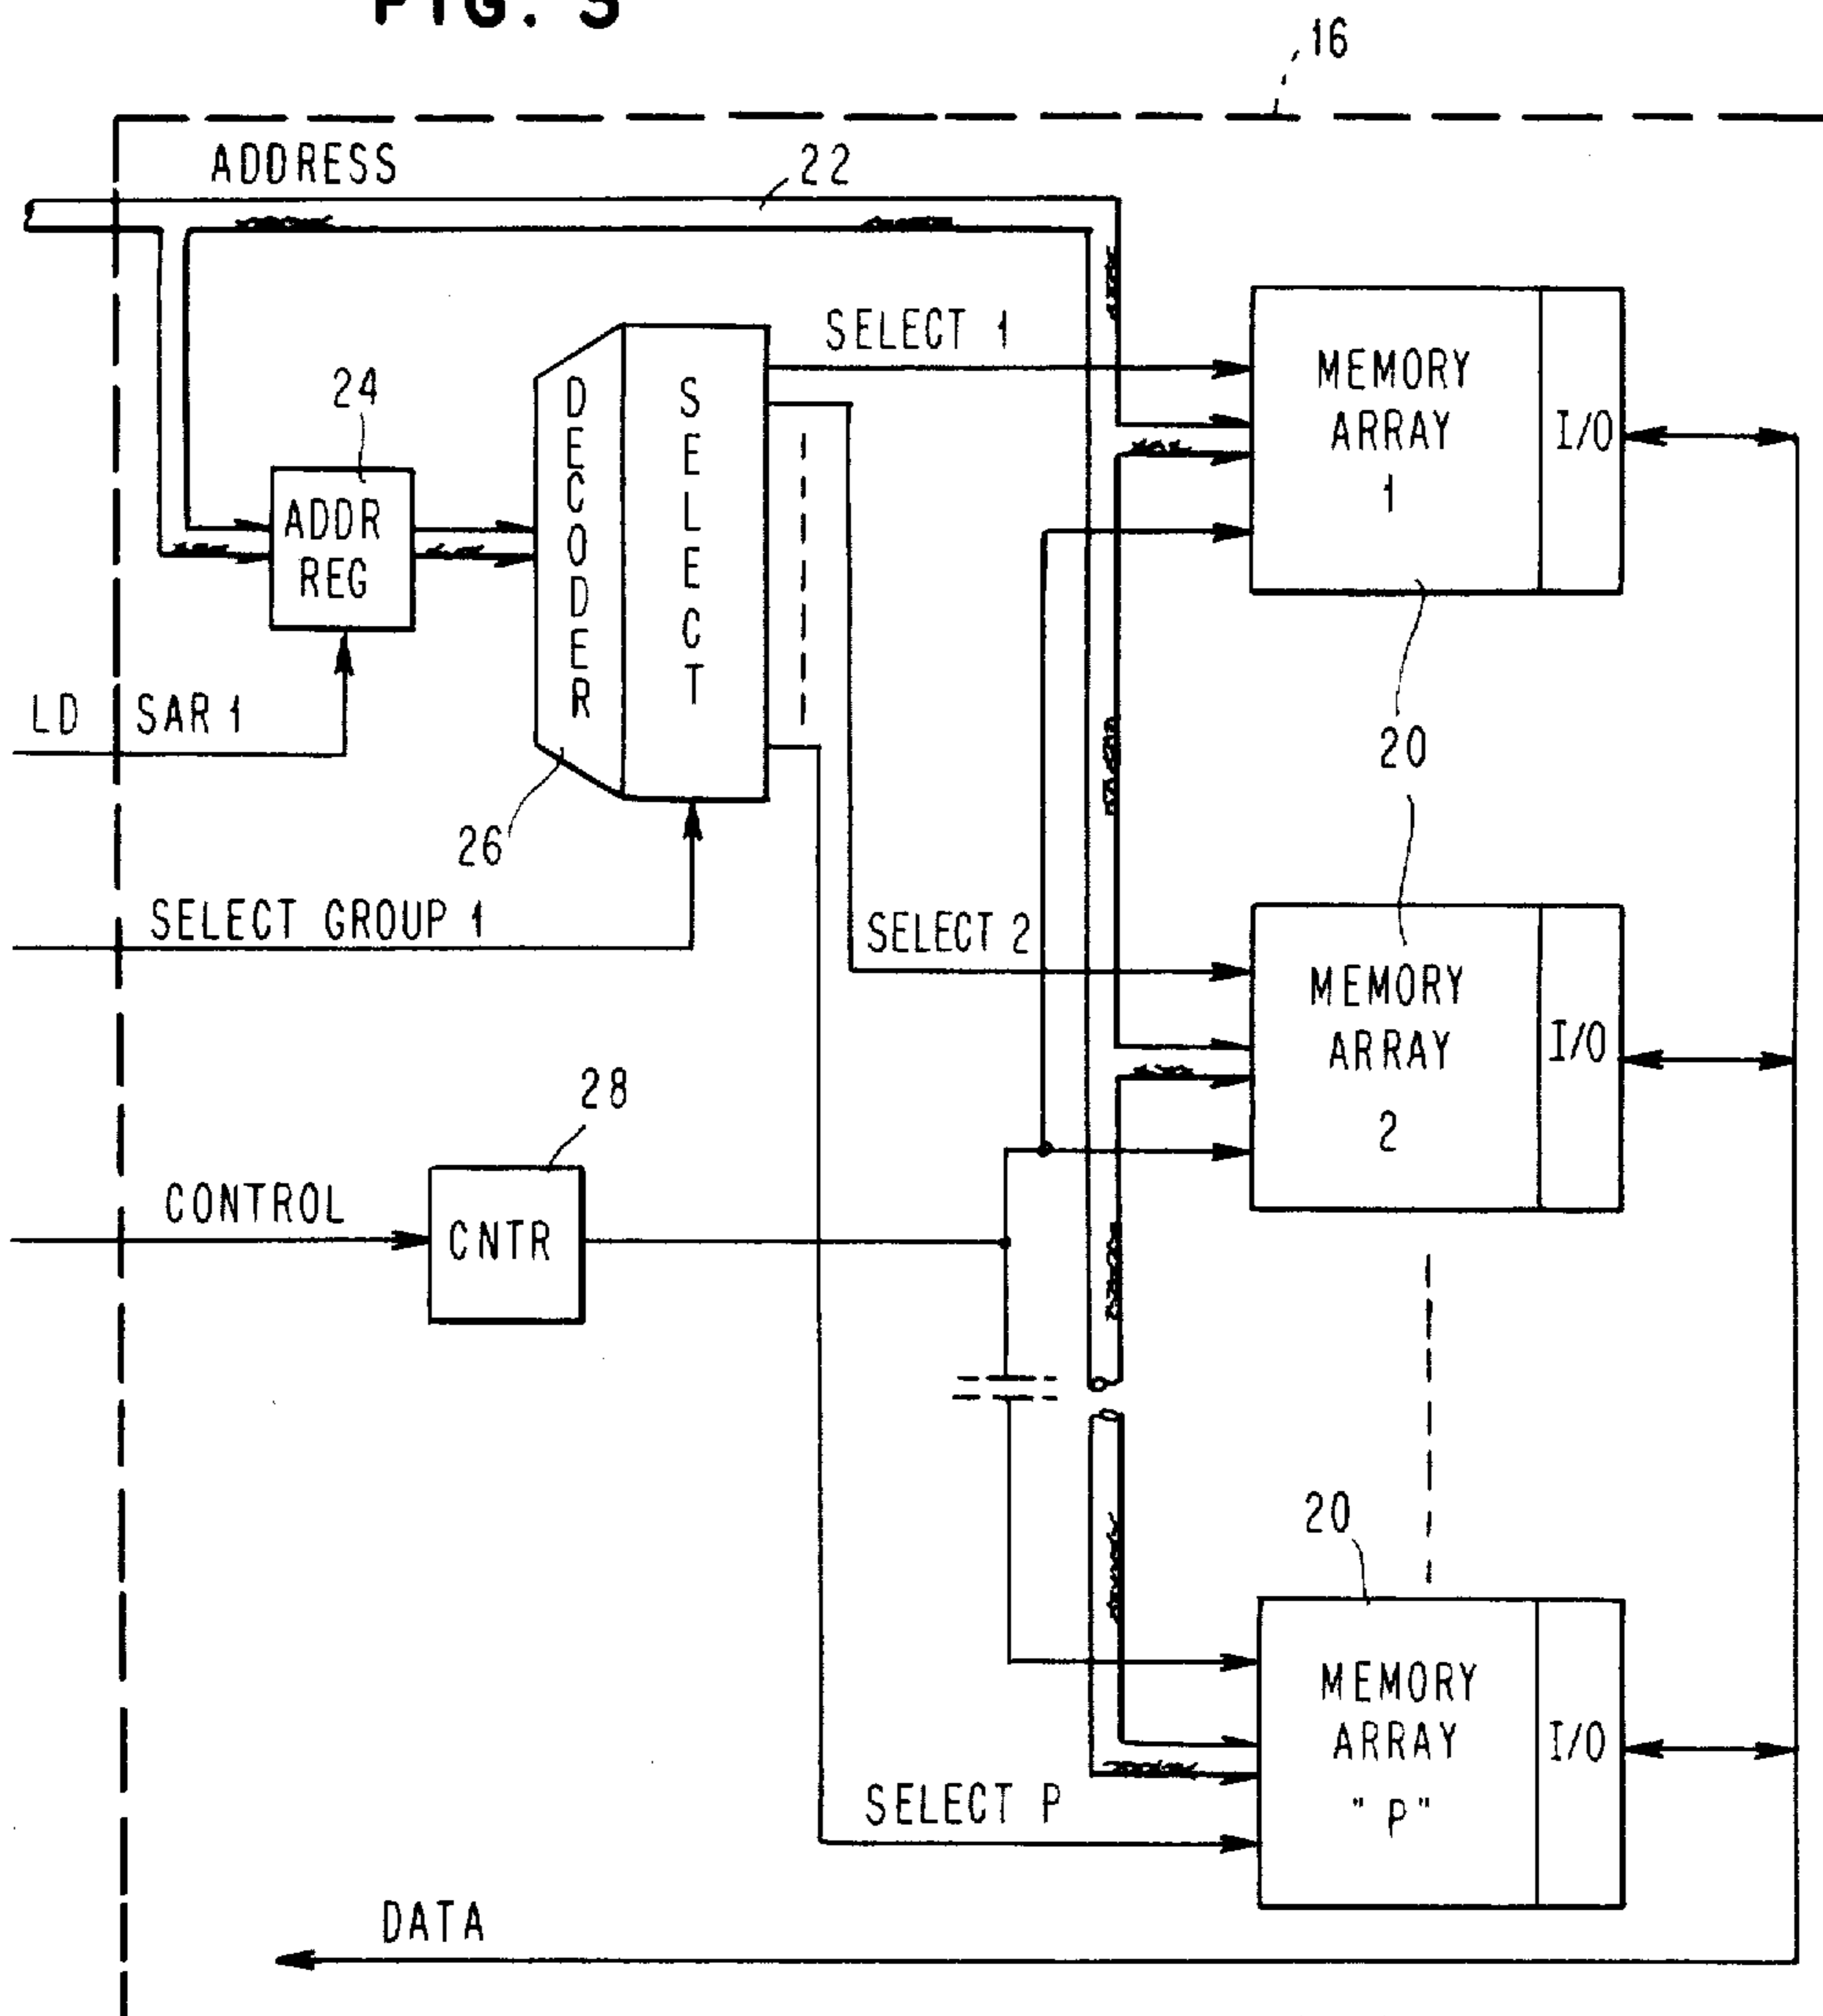 FIG. 3
16
ADDRESS
22
SELECT 1
MEMORY
ARRAY
1
I/O
24
ADDR
REG
DECODER
SELECT
LD SAR 1
20
26
SELECT GROUP 1
SELECT 2
MEMORY
ARRAY
2
I/O
28
CONTROL
CNTR
20
MEMORY
ARRAY
"P"
I/O
SELECT P
DATA